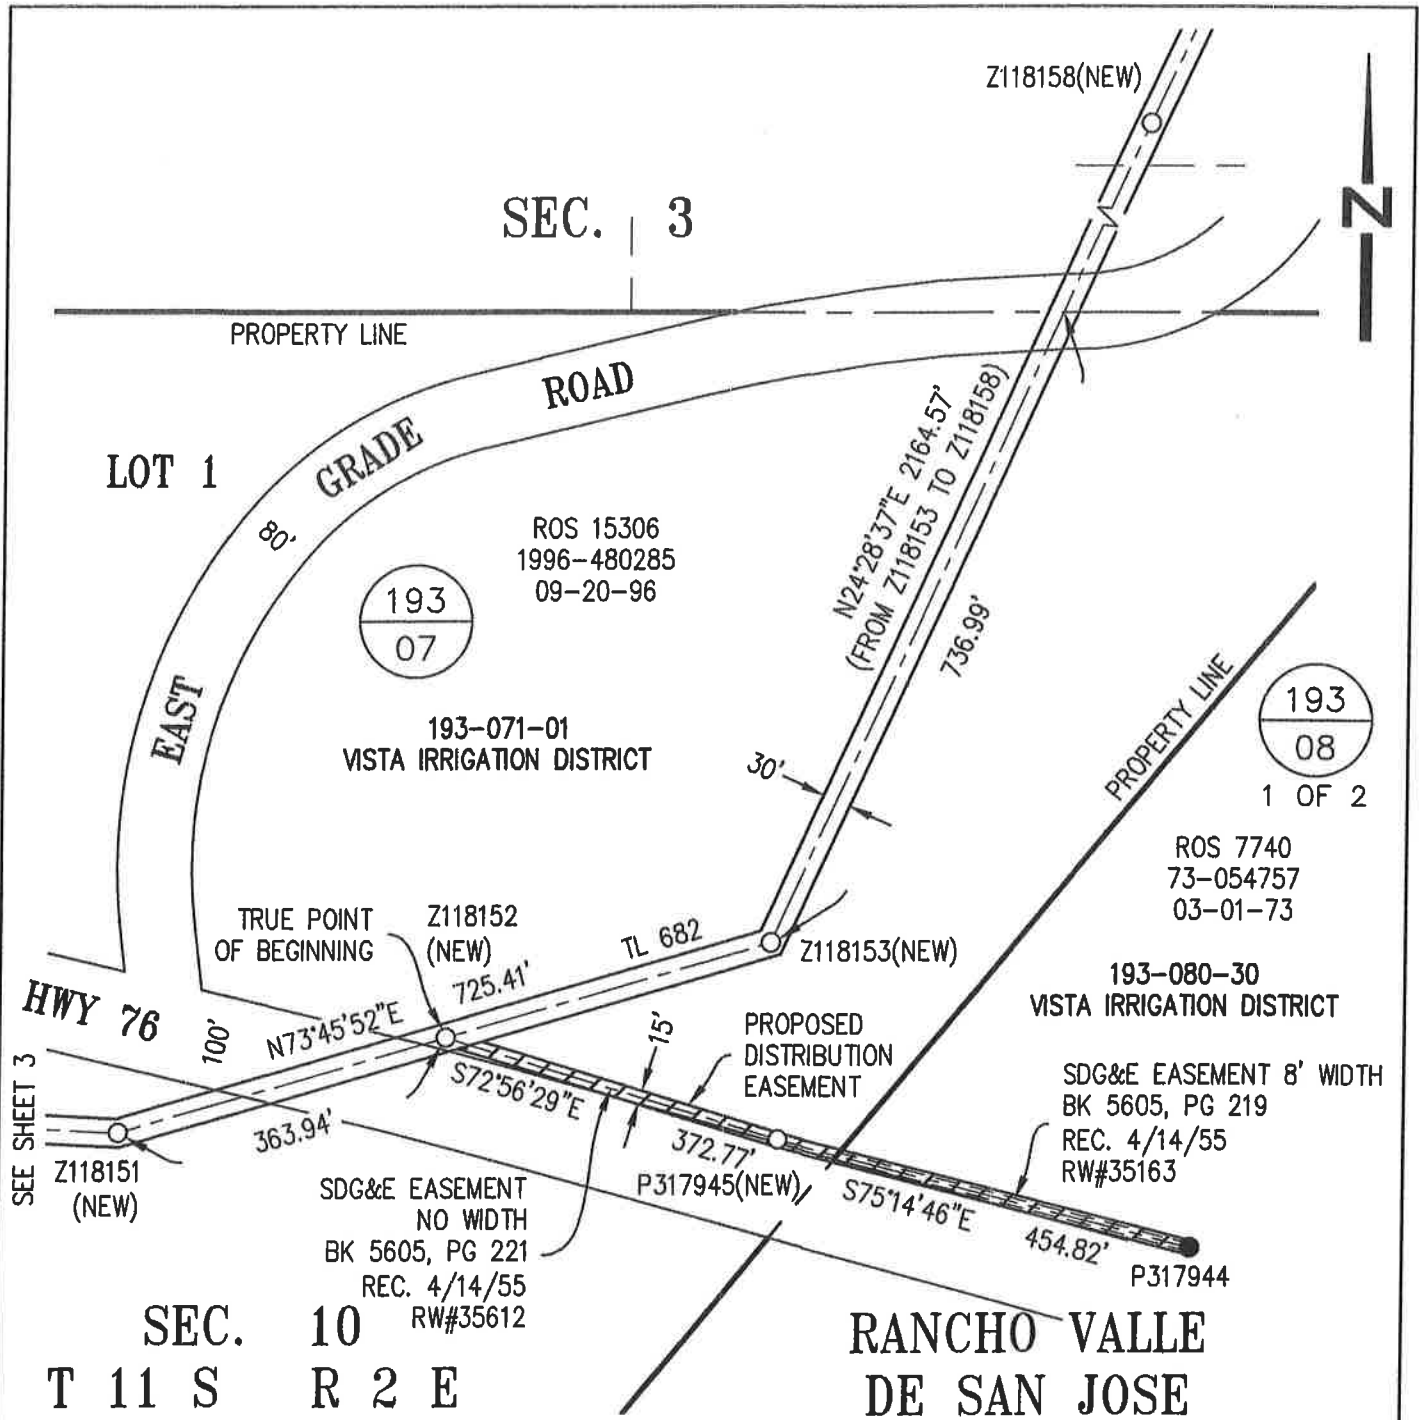 Z118158(NEW)
N
SEC. 3
PROPERTY LINE
EAST GRADE ROAD
LOT 1
80'
ROS 15306
1996-480285
09-20-96
193
07
193-071-01
VISTA IRRIGATION DISTRICT
N24°28'37"E 2164.57'
(FROM Z118153 TO Z118158)
736.99'
30'
PROPERTY LINE
193
08
1 OF 2
ROS 7740
73-054757
03-01-73
193-080-30
VISTA IRRIGATION DISTRICT
TRUE POINT
OF BEGINNING
Z118152
(NEW)
TL 682
725.41'
Z118153(NEW)
HWY 76
100'
N73°45'52"E
363.94'
SEE SHEET 3
Z118151
(NEW)
S72°56'29"E
372.77'
15'
PROPOSED
DISTRIBUTION
EASEMENT
SDG&E EASEMENT 8' WIDTH
BK 5605, PG 219
REC. 4/14/55
RW#35163
P317945(NEW)
S75°14'46"E
454.82'
P317944
SDG&E EASEMENT
NO WIDTH
BK 5605, PG 221
REC. 4/14/55
RW#35612
SEC. 10
T 11 S R 2 E
RANCHO VALLE
DE SAN JOSE